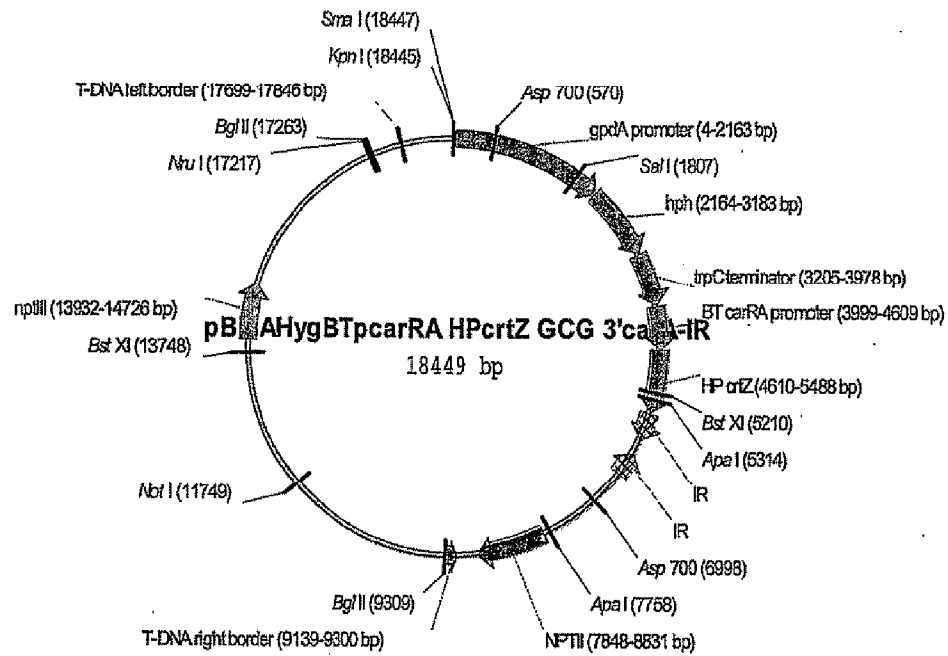 Sma I (18447)
Kpn I (18445)
T-DNA left border (17699-17846 bp)
Bgl II (17263)
Nru I (17217)
Asp 700 (570)
gpdA promoter (4-2163 bp)
Sal I (1807)
hph (2164-3183 bp)
trpC terminator (3205-3978 bp)
BT carRA promoter (3999-4609 bp)
nptIII (13932-14726 bp)
HPcrtZ GCG
18449 bp
Bst XI (13748)
HP crtZ (4610-5488 bp)
Bst XI (5210)
Apa I (5314)
IR
IR
Not I (11749)
Asp 700 (6998)
Bgl II (9309)
Apa I (7758)
T-DNA right border (9139-9300 bp)
NPTII (7848-8831 bp)